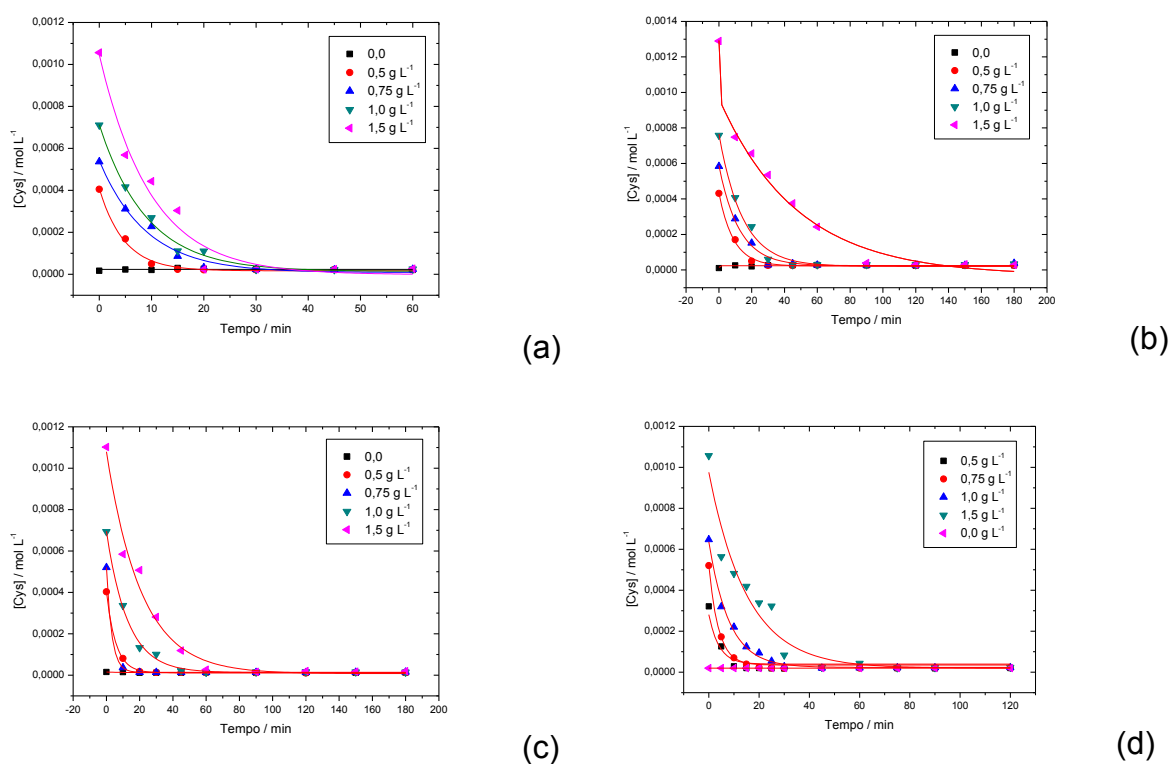 0,0
0,5 g L⁻¹
0,75 g L⁻¹
1,0 g L⁻¹
1,5 g L⁻¹
0,0012
0,0010
0,0008
0,0006
0,0004
0,0002
0,0000
[Cys] / mol L⁻¹
0 10 20 30 40 50 60
Tempo / min
(a)
0,0
0,5 g L⁻¹
0,75 g L⁻¹
1,0 g L⁻¹
1,5 g L⁻¹
0,0014
0,0012
0,0010
0,0008
0,0006
0,0004
0,0002
0,0000
[Cys] / mol L⁻¹
-20 0 20 40 60 80 100 120 140 160 180 200
Tempo / min
(b)
0,0
0,5 g L⁻¹
0,75 g L⁻¹
1,0 g L⁻¹
1,5 g L⁻¹
0,0012
0,0010
0,0008
0,0006
0,0004
0,0002
0,0000
[Cys] / mol L⁻¹
-20 0 20 40 60 80 100 120 140 160 180 200
Tempo / min
(c)
0,5 g L⁻¹
0,75 g L⁻¹
1,0 g L⁻¹
1,5 g L⁻¹
0,0 g L⁻¹
0,0012
0,0010
0,0008
0,0006
0,0004
0,0002
0,0000
[Cys] / mol L⁻¹
0 20 40 60 80 100 120
Tempo / min
(d)